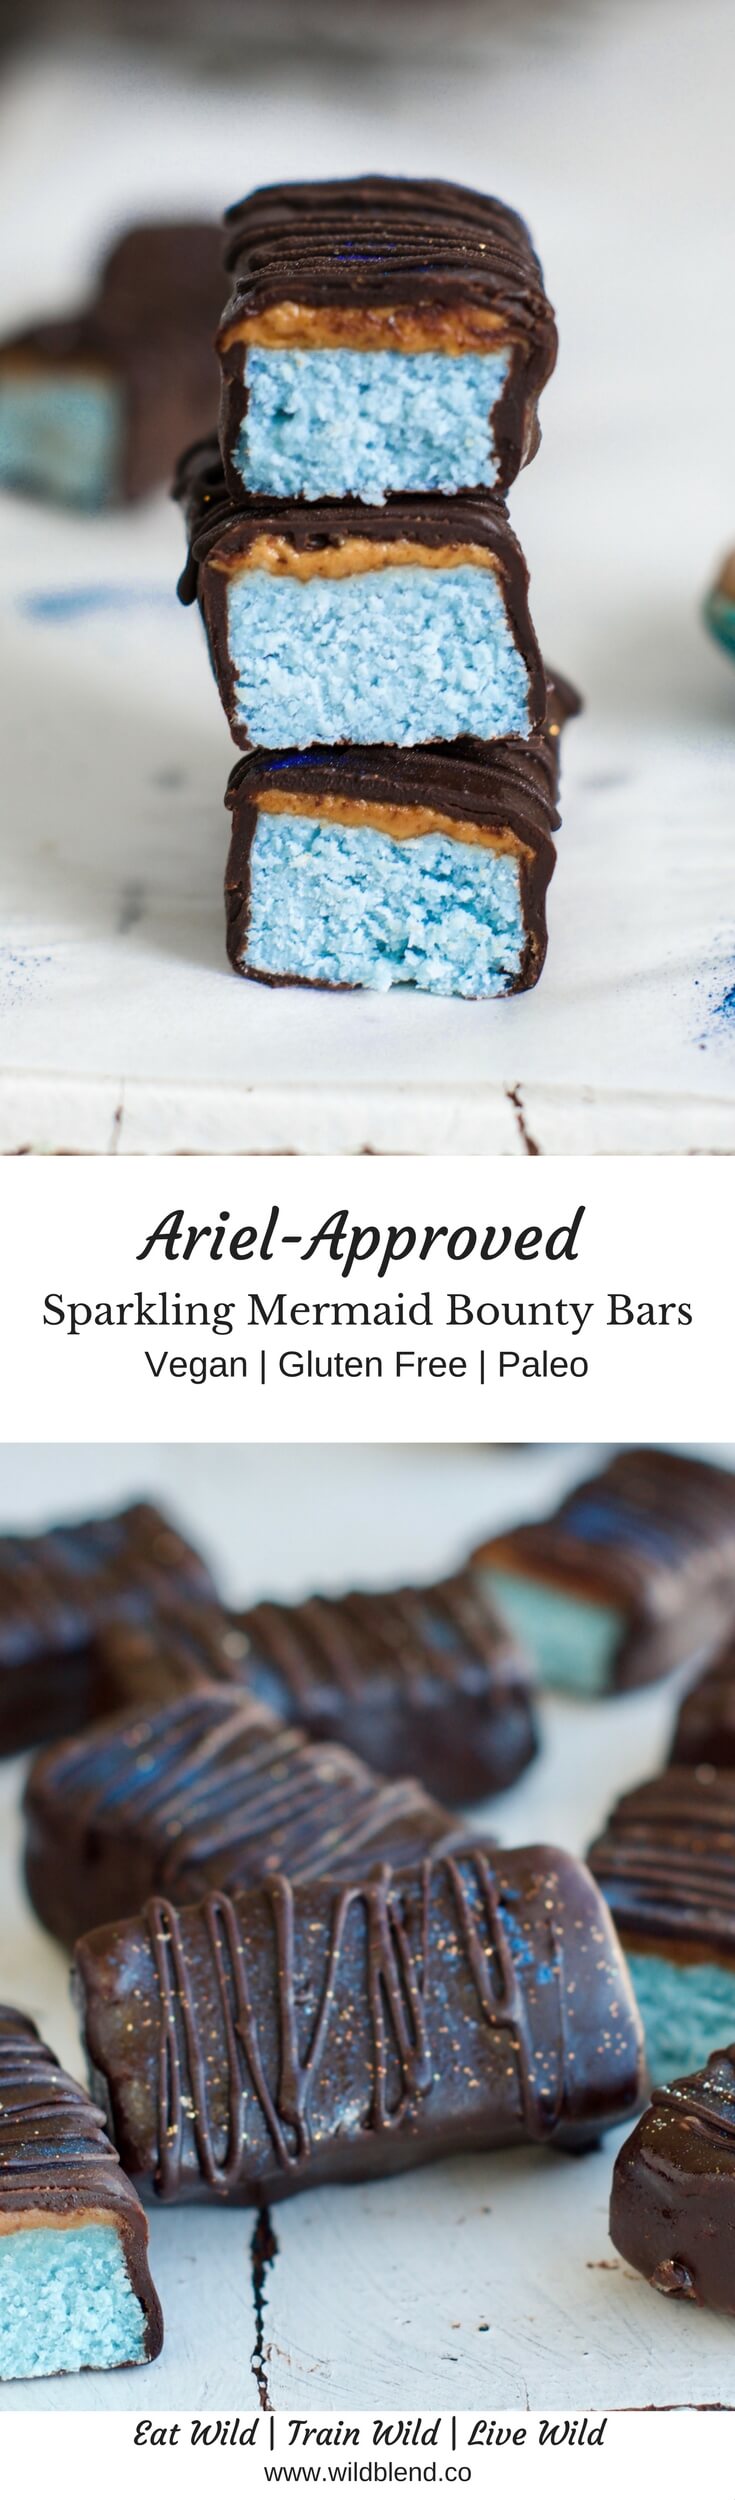 Ariel-Approved
Sparkling Mermaid Bounty Bars
Vegan | Gluten Free | Paleo
Eat Wild | Train Wild | Live Wild
www.wildblend.co